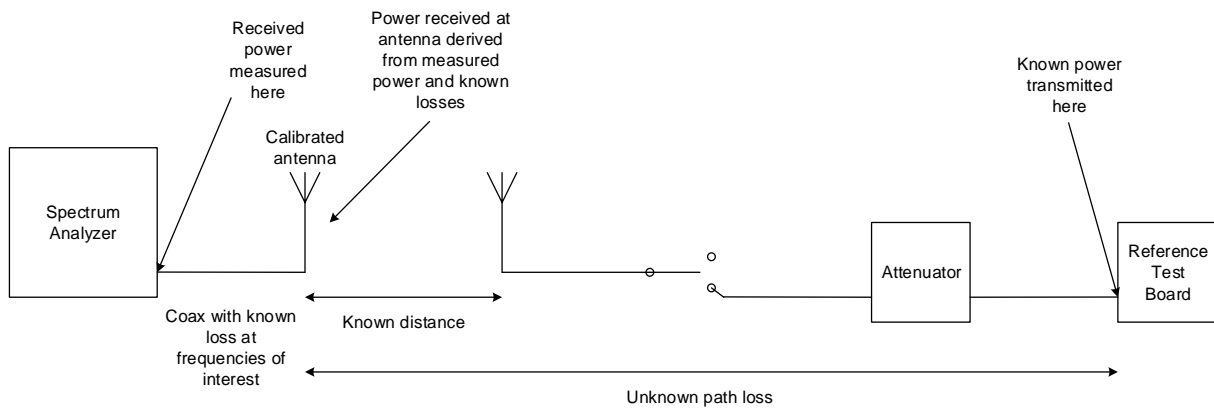 Received
power
measured
here
Power received at
antenna derived
from measured
power and known
losses
Known power
transmitted
here
Calibrated
antenna
Spectrum
Analyzer
Attenuator
Reference
Test
Board
Coax with known
loss at
frequencies of
interest
Known distance
Unknown path loss